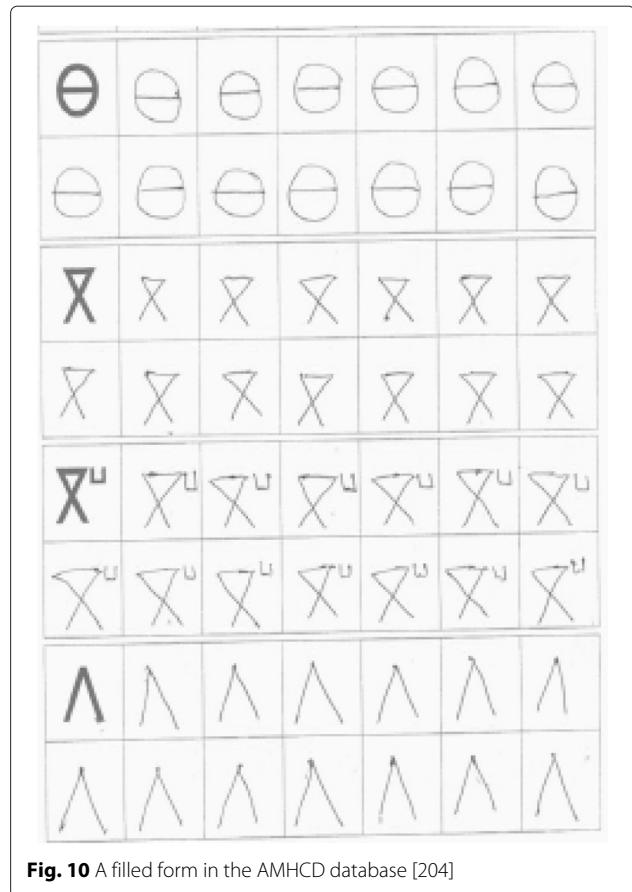 ⴱ ⴱ ⴱ ⴱ ⴱ ⴱ ⴱ
ⴱ ⴱ ⴱ ⴱ ⴱ ⴱ ⴱ
ⴳ ⴳ ⴳ ⴳ ⴳ ⴳ ⴳ
ⴳ ⴳ ⴳ ⴳ ⴳ ⴳ ⴳ
ⴳⵯ ⴳⵯ ⴳⵯ ⴳⵯ ⴳⵯ ⴳⵯ ⴳⵯ
ⴳⵯ ⴳⵯ ⴳⵯ ⴳⵯ ⴳⵯ ⴳⵯ ⴳⵯ
ⴷ ⴷ ⴷ ⴷ ⴷ ⴷ ⴷ
ⴷ ⴷ ⴷ ⴷ ⴷ ⴷ ⴷ
Fig. 10 A filled form in the AMHCD database [204]